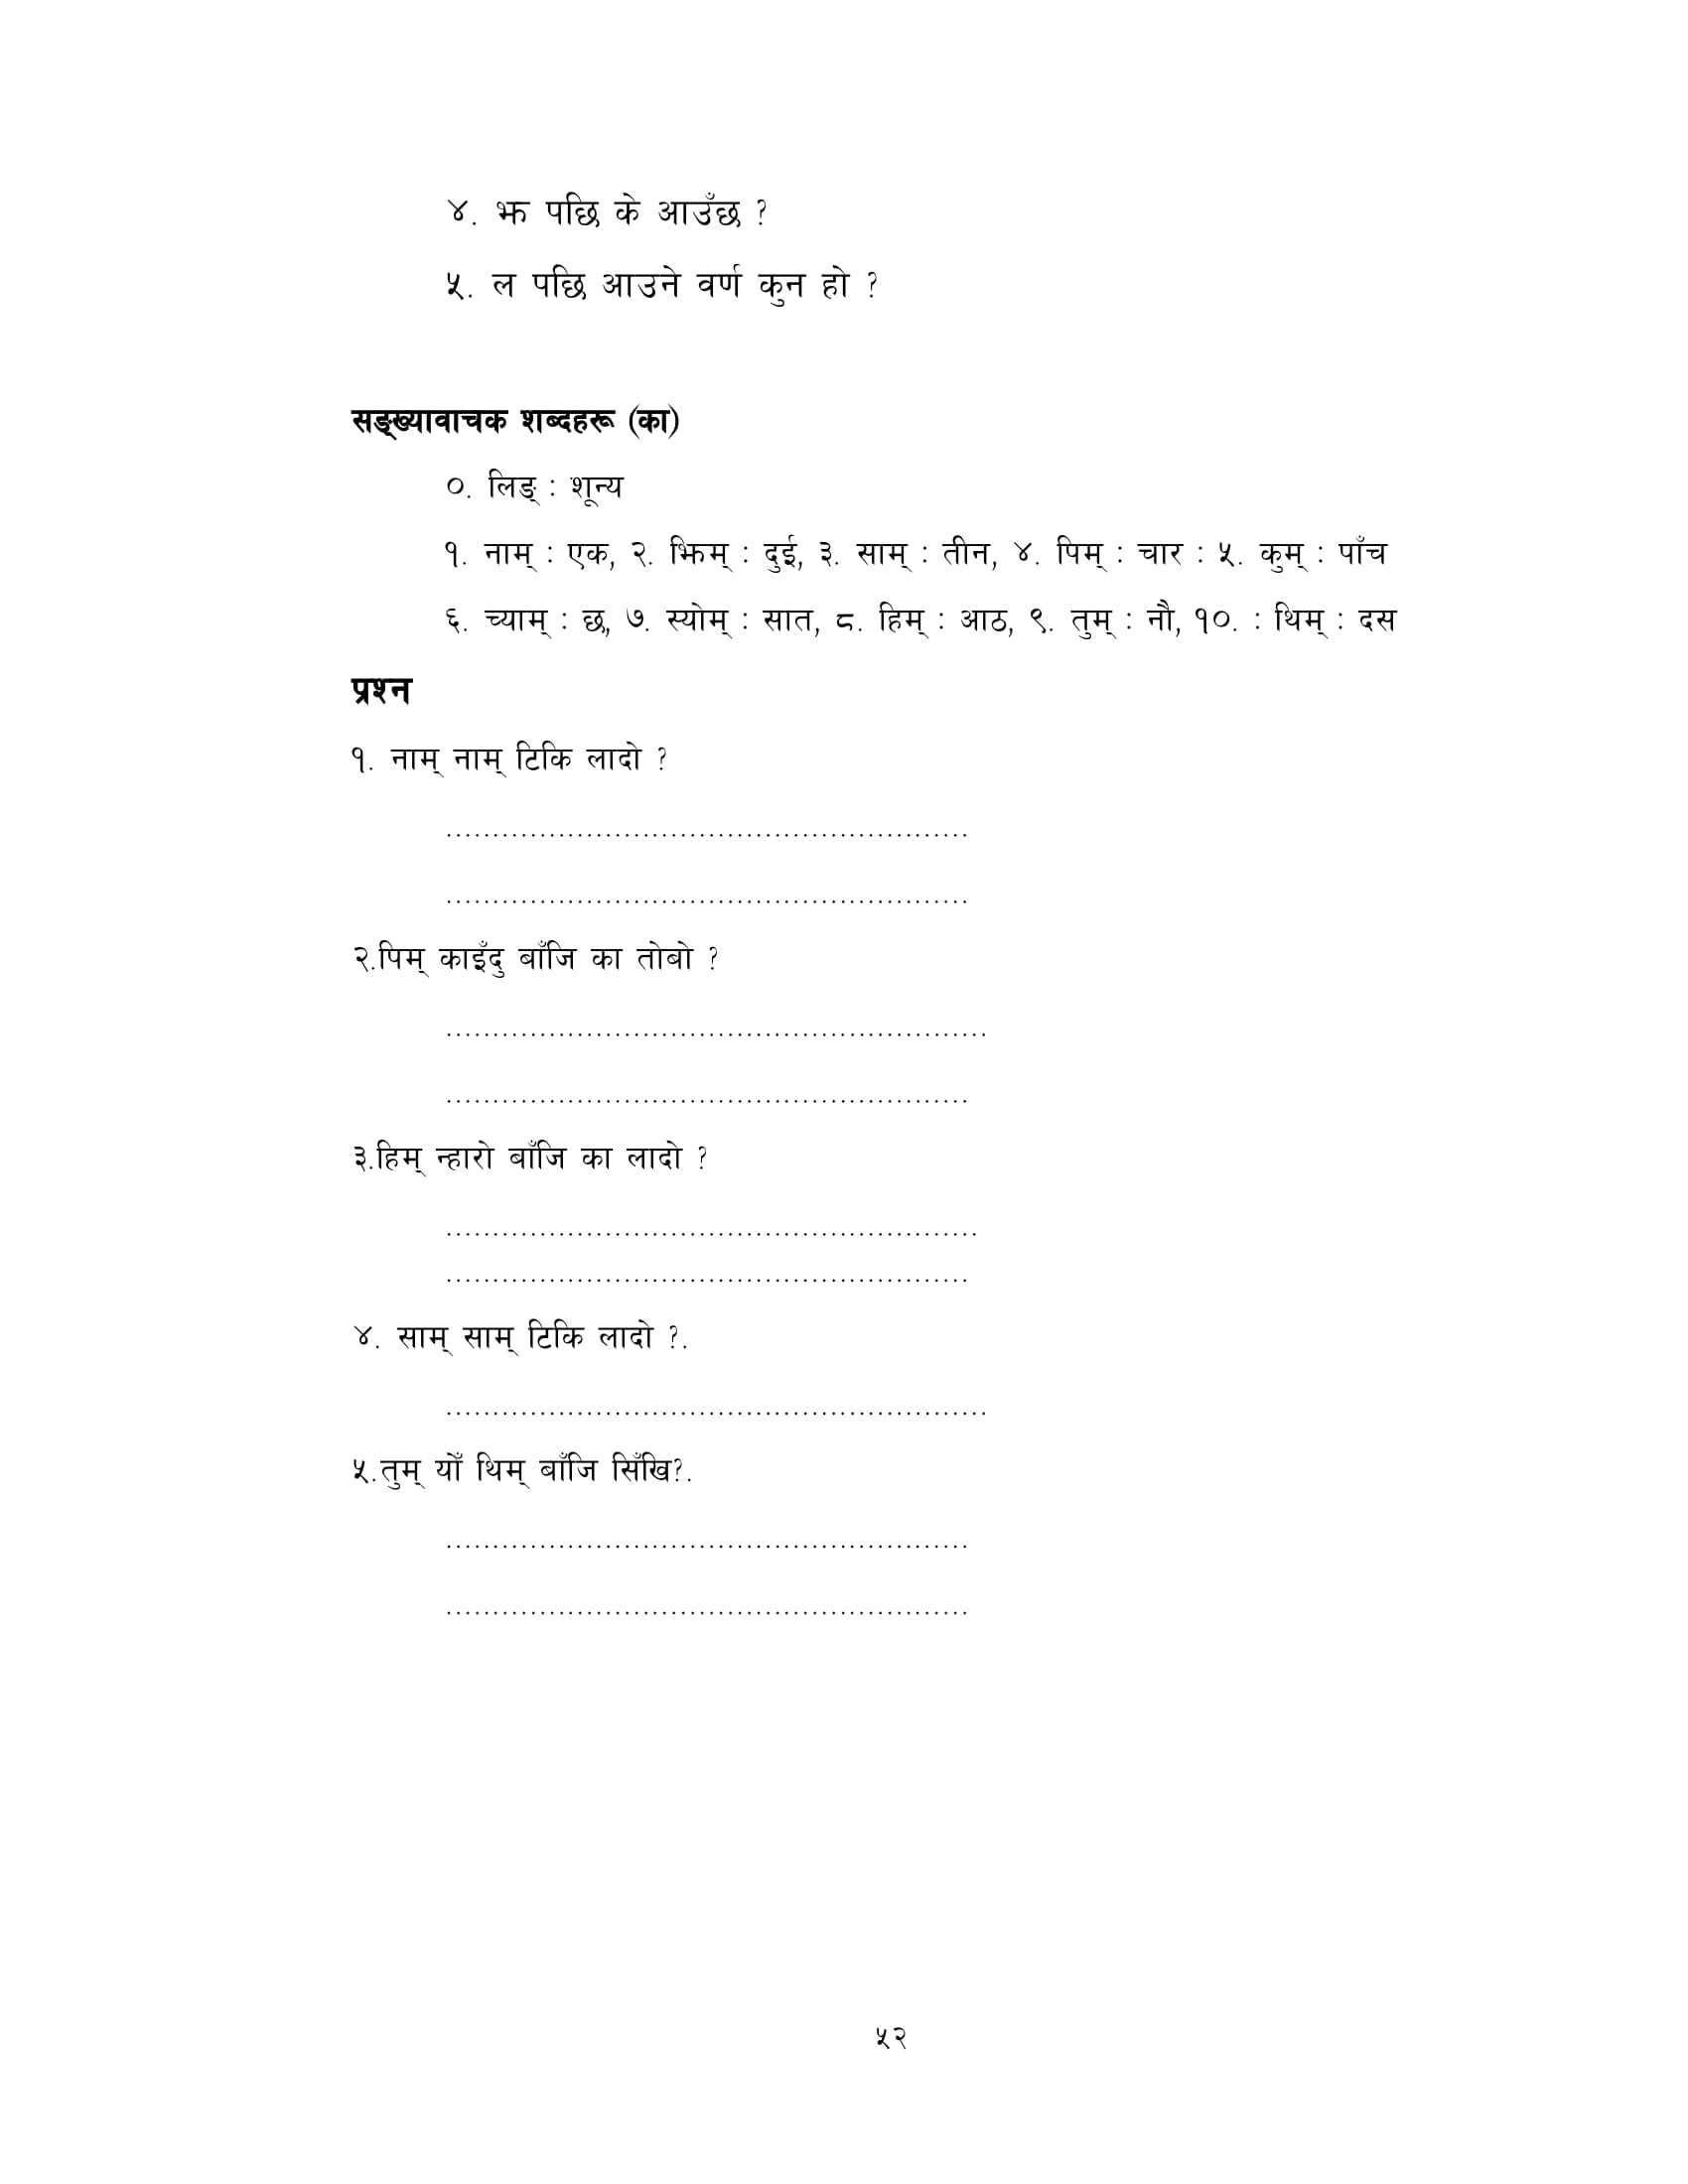 ४. झ पछि के आउँछ ?
५. ल पछि आउने वर्ण कुन हो ?
सङ्ख्यावाचक शब्दहरू (का)
०. लिङ् : शून्य
१. नाम् : एक, २. झिम् : दुई, ३. साम् : तीन, ४. पिम् : चार : ५. कुम् : पाँच
६. च्याम् : छ, ७. स्योम् : सात, ८. हिम् : आठ, ९. तुम् : नौ, १०. : थिम् : दस
प्रश्न
१. नाम् नाम् टिकि लादो ?
........................................................
........................................................
२.पिम् काइँदु बाँजि का तोबो ?
..........................................................
........................................................
३.हिम् न्हारो बाँजि का लादो ?
.........................................................
........................................................
४. साम् साम् टिकि लादो ?.
..........................................................
५.तुम् योँ थिम् बाँजि सिँखि?.
........................................................
........................................................
५२